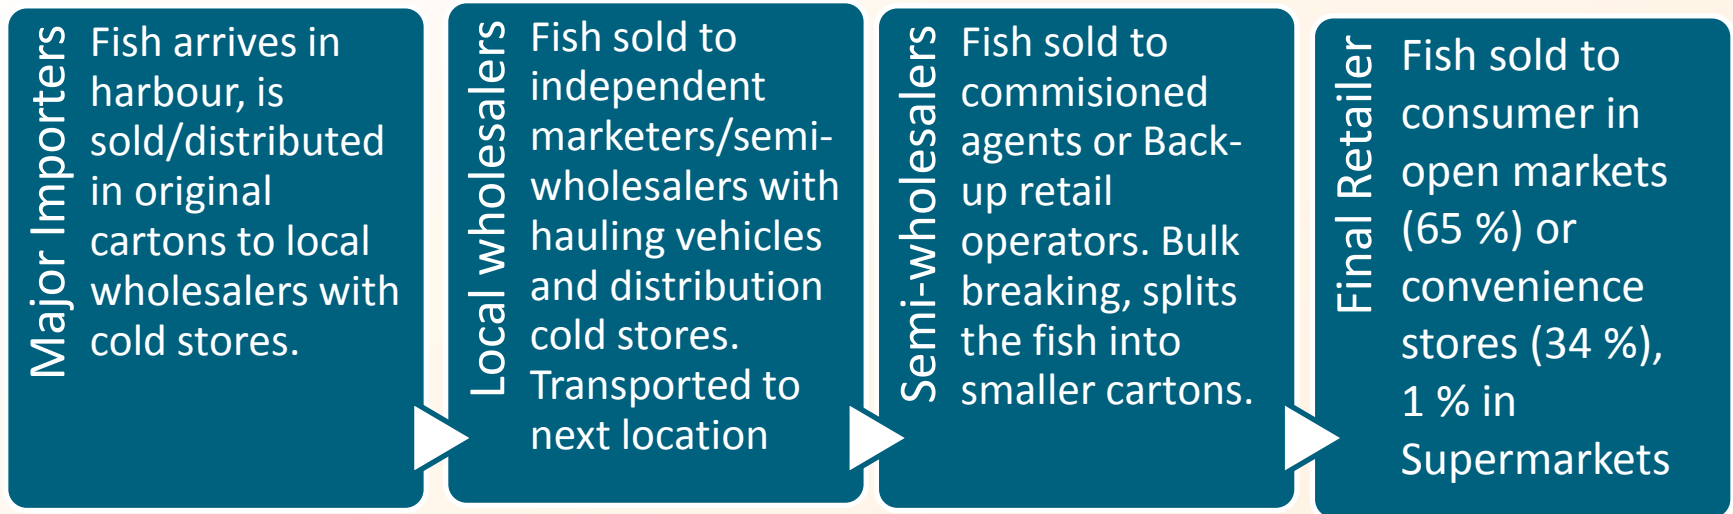 Major Importers
Fish arrives in
harbour, is
sold/distributed
in original
cartons to local
wholesalers with
cold stores.
Local wholesalers
Fish sold to
independent
marketers/semi-
wholesalers with
hauling vehicles
and distribution
cold stores.
Transported to
next location
Semi-wholesalers
Fish sold to
commisioned
agents or Back-
up retail
operators. Bulk
breaking, splits
the fish into
smaller cartons.
Final Retailer
Fish sold to
consumer in
open markets
(65 %) or
convenience
stores (34 %),
1 % in
Supermarkets